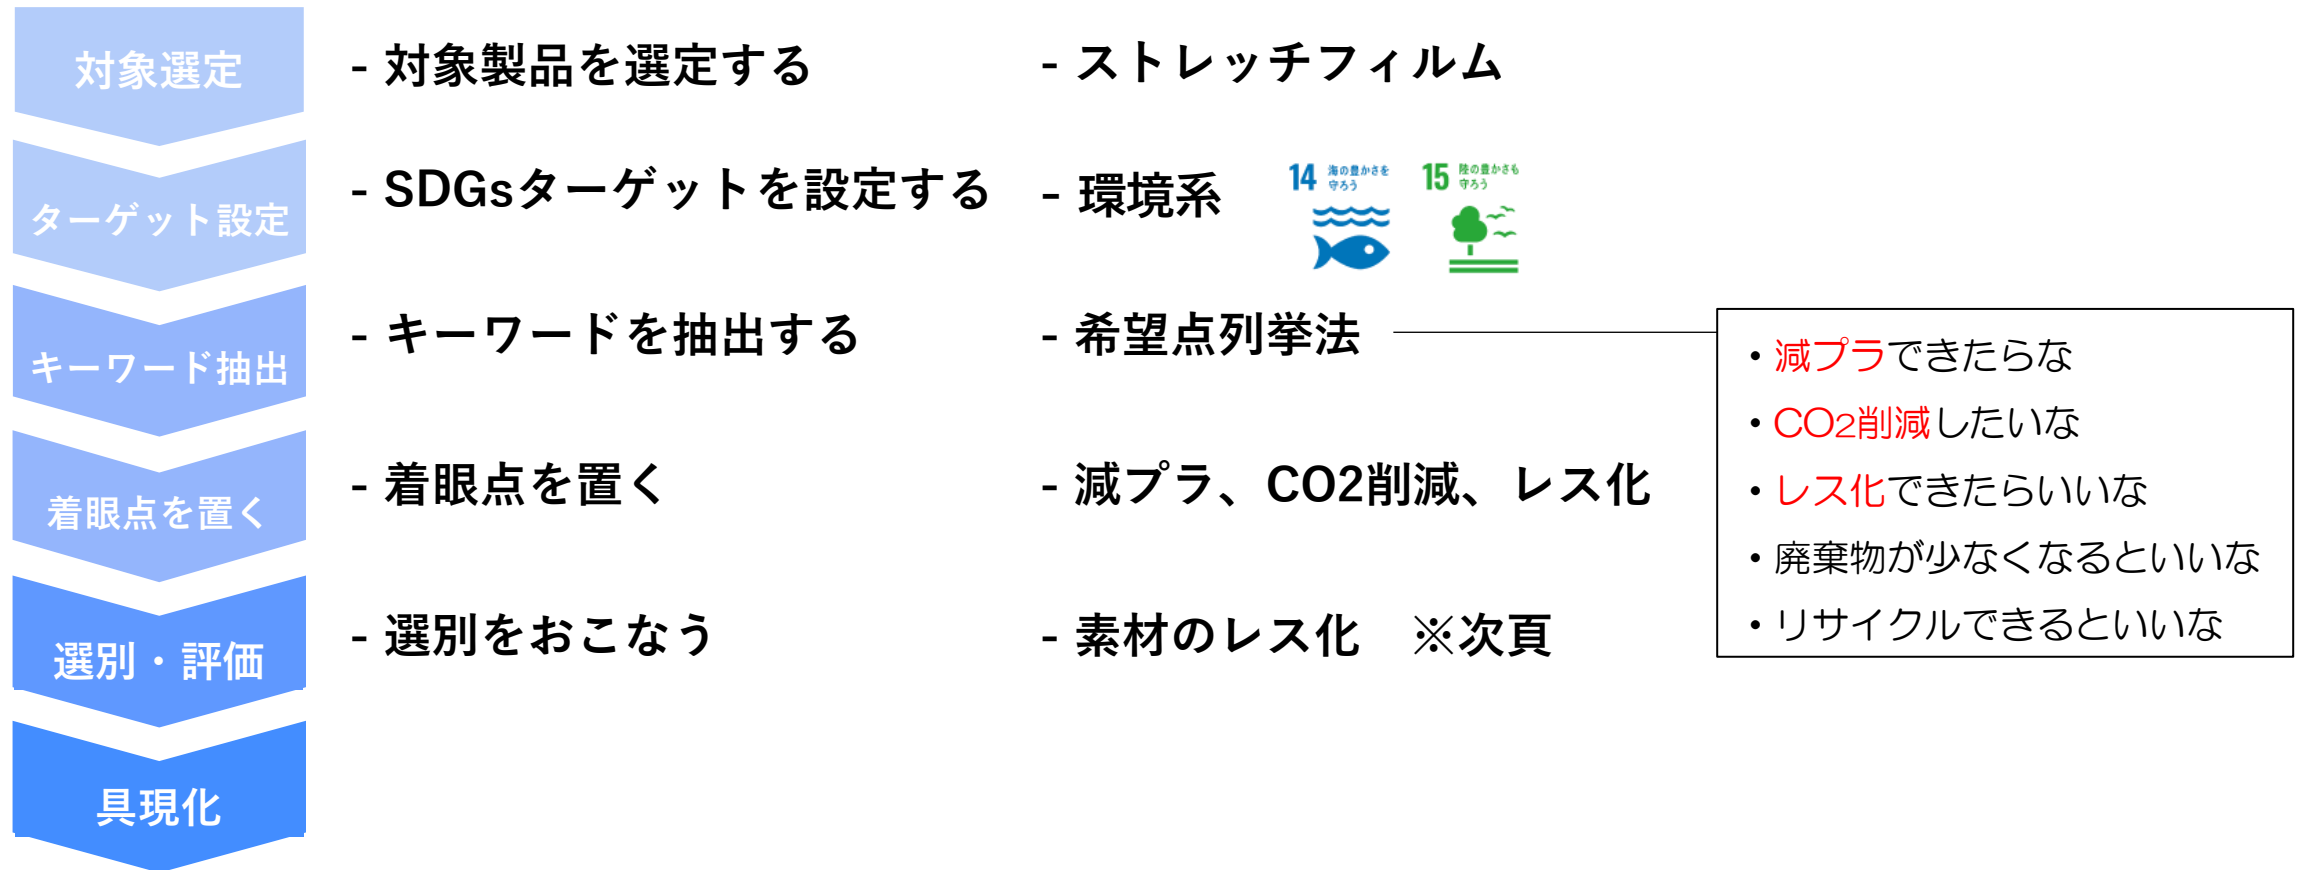 対象選定
- 対象製品を選定する
- ストレッチフィルム
ターゲット設定
- SDGsターゲットを設定する
- 環境系
14 海の豊かさを
守ろう
15 陸の豊かさも
守ろう
キーワード抽出
- キーワードを抽出する
- 希望点列挙法
・減プラできたらな
・CO2削減したいな
・レス化できたらいいな
・廃棄物が少なくなるといいな
・リサイクルできるといいな
着眼点を置く
- 着眼点を置く
- 減プラ、CO2削減、レス化
選別・評価
- 選別をおこなう
- 素材のレス化　※次頁
具現化